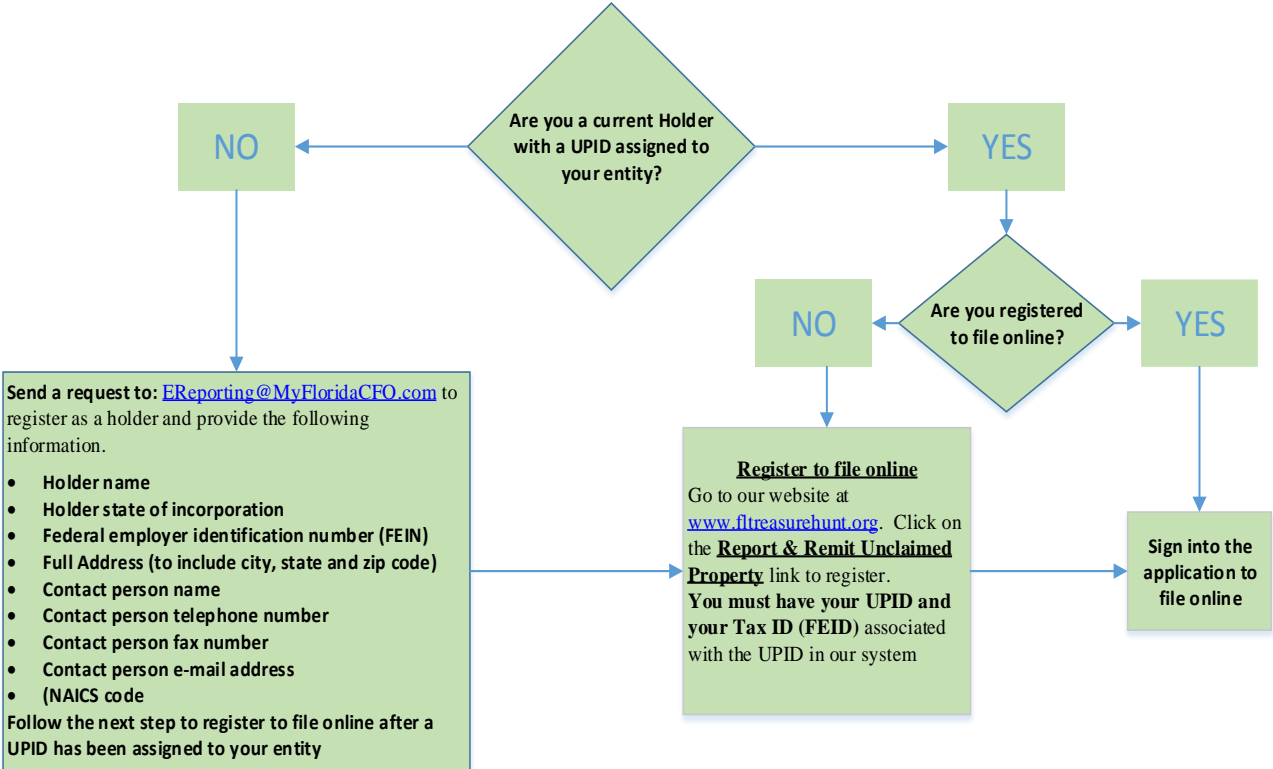 Are you a current Holder
with a UPID assigned to
your entity?
NO
YES
Are you registered
to file online?
NO
YES
Send a request to: EReporting@MyFloridaCFO.com to
register as a holder and provide the following
information.
• Holder name
• Holder state of incorporation
• Federal employer identification number (FEIN)
• Full Address (to include city, state and zip code)
• Contact person name
• Contact person telephone number
• Contact person fax number
• Contact person e-mail address
• (NAICS code
Follow the next step to register to file online after a
UPID has been assigned to your entity
Register to file online
Go to our website at
www.fltreasurehunt.org. Click on
the Report & Remit Unclaimed
Property link to register.
You must have your UPID and
your Tax ID (FEID) associated
with the UPID in our system
Sign into the
application to
file online